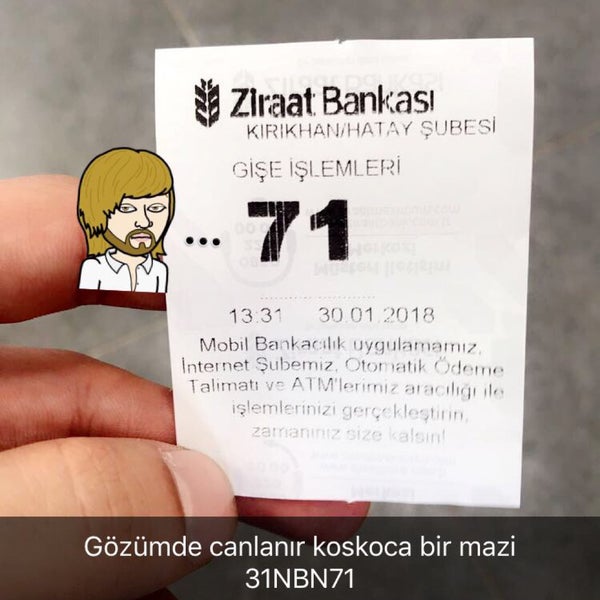 Ziraat Bankası
KIRIKHAN/HATAY ŞUBESİ
GİŞE İŞLEMLERİ
... 71
13:31 30.01.2018
Mobil Bankacılık uygulamamız,
İnternet Şubemiz, Otomatik Ödeme
Talimatı ve ATM'lerimiz aracılığı ile
işlemlerinizi gerçekleştirin,
zamanınız size kalsın!
Gözümde canlanır koskoca bir mazi
31NBN71